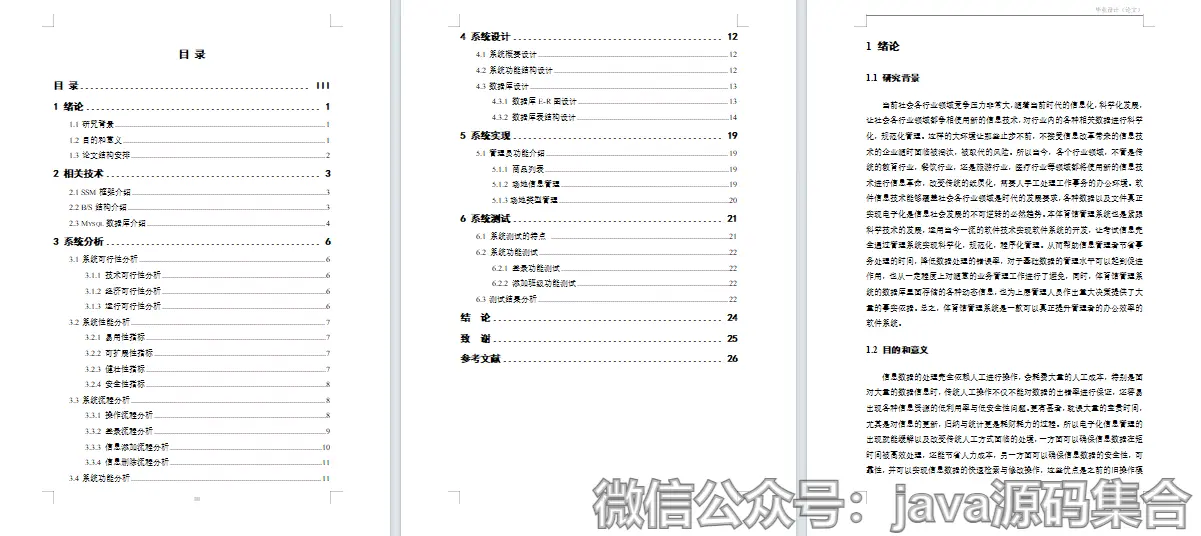 目 录
目 录 III
1 绪论 1
1.1 研究背景 1
1.2 目的和意义 1
1.3 论文结构安排 2
2 相关技术 3
2.1 SSM 框架介绍 3
2.2 B/S 结构介绍 3
2.3 MYSQL 数据库介绍 4
3 系统分析 6
3.1 系统可行性分析 6
3.1.1 技术可行性分析 6
3.1.2 经济可行性分析 6
3.1.3 运行可行性分析 6
3.2 系统性能分析 7
3.2.1 易用性指标 7
3.2.2 可扩展性指标 7
3.2.3 健壮性指标 7
3.2.4 安全性指标 8
3.3 系统流程分析 8
3.3.1 操作流程分析 8
3.3.2 登录流程分析 9
3.3.3 信息添加流程分析 10
3.3.4 信息删除流程分析 11
3.4 系统功能分析 11
4 系统设计 12
4.1 系统概要设计 12
4.2 系统功能结构设计 12
4.3 数据库设计 13
4.3.1 数据库 E-R 图设计 13
4.3.2 数据库表结构设计 14
5 系统实现 19
5.1 管理员功能介绍 19
5.1.1 商品列表 19
5.1.2 场地信息管理 19
5.1.3 场地类型管理 20
6 系统测试 21
6.1 系统测试的特点 21
6.2 系统功能测试 22
6.2.1 登录功能测试 22
6.2.2 添加班级功能测试 22
6.3 测试结果分析 22
结 论 24
致 谢 25
参考文献 26
毕业设计（论文）
1 绪论
1.1 研究背景
当前社会各行业领域竞争压力非常大，随着当前时代的信息化，科学化发展，
让社会各行业领域都争相使用新的信息技术，对行业内的各种相关数据进行科学
化，规范化管理。这样的大环境让那些止步不前，不接受信息改革带来的信息技
术的企业随时面临被淘汰，被取代的风险。所以当今，各个行业领域，不管是传
统的教育行业，餐饮行业，还是旅游行业，医疗行业等领域都将使用新的信息技
术进行信息革命，改变传统的纸质化，需要人手工处理工作事务的办公环境。软
件信息技术能够覆盖社会各行业领域是时代的发展要求，各种数据以及文件真正
实现电子化是信息社会发展的不可逆转的必然趋势。本体育馆管理系统也是紧跟
科学技术的发展，运用当今一流的软件技术实现软件系统的开发，让考试信息完
全通过管理系统实现科学化，规范化，程序化管理。从而帮助信息管理者节省事
务处理的时间，降低数据处理的错误率，对于基础数据的管理水平可以起到促进
作用，也从一定程度上对随意的业务管理工作进行了避免，同时，体育馆管理系
统的数据库里面存储的各种动态信息，也为上层管理人员作出重大决策提供了大
量的事实依据。总之，体育馆管理系统是一款可以真正提升管理者的办公效率的
软件系统。
1.2 目的和意义
信息数据的处理完全依赖人工进行操作，会耗费大量的人工成本，特别是面
对大量的数据信息时，传统人工操作不仅不能对数据的出错率进行保证，还容易
出现各种信息资源的低利用率与低安全性问题。更有甚者，耽误大量的宝贵时间，
尤其是对信息的更新，归纳与统计更是耗财耗力的过程。所以电子化信息管理的
出现就能缓解以及改变传统人工方式面临的处境，一方面可以确保信息数据在短
时间被高效处理，还能节省人力成本，另一方面可以确保信息数据的安全性，可
靠性，并可以实现信息数据的快速检索与修改操作，这些优点是之前的旧操作模
微信公众号：java源码集合